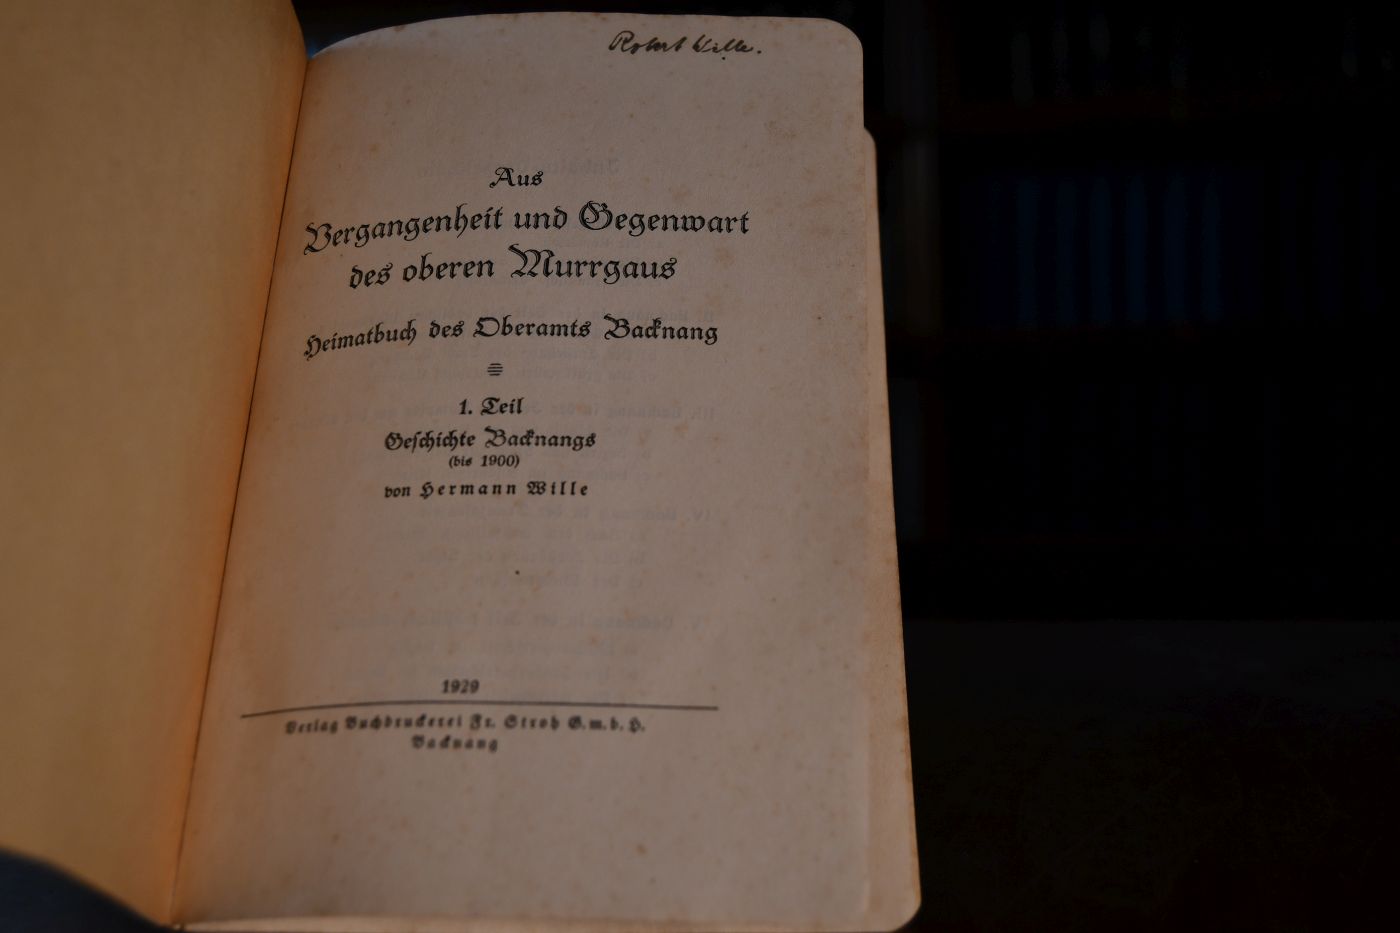 Robert Wille.
Aus
Vergangenheit und Gegenwart
des oberen Murrgaus
Heimatbuch des Oberamts Backnang
1. Teil
Geſchichte Backnangs
(bis 1900)
von Hermann Wille
1929
Verlag Buchdruckerei Fr. Stroh G.m.b.H.
Backnang